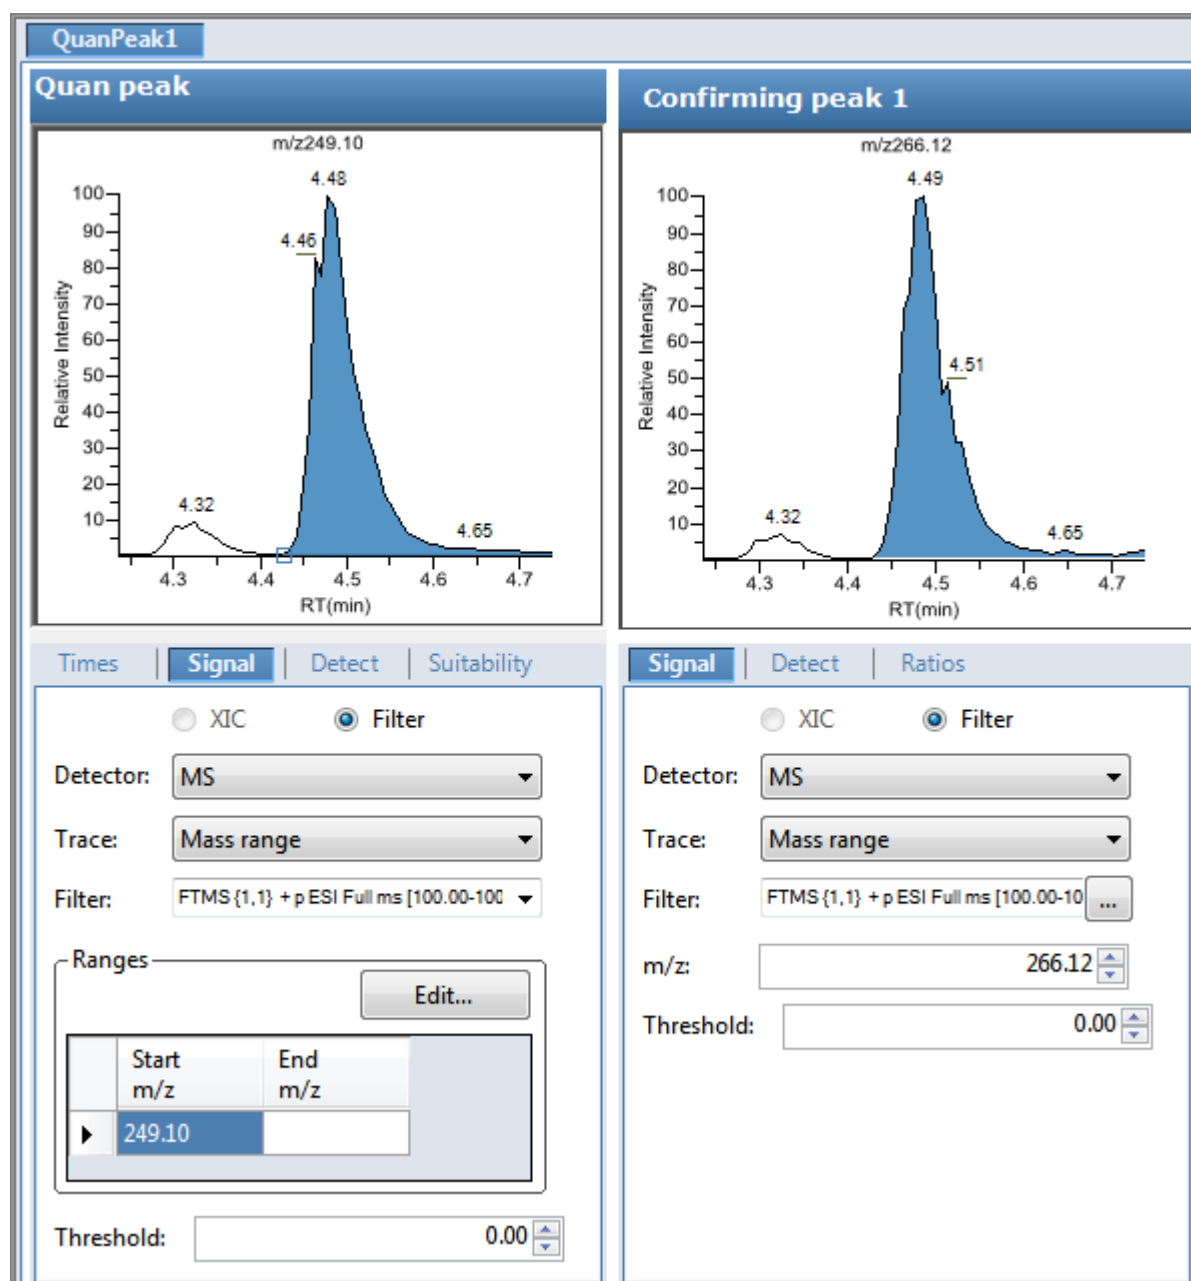 QuanPeak1
Quan peak
m/z249.10
4.48
4.46
4.32
4.65
100
90
80
70
60
50
40
30
20
10
Relative Intensity
4.3 4.4 4.5 4.6 4.7
RT(min)
Confirming peak 1
m/z266.12
4.49
4.51
4.32
4.65
100
90
80
70
60
50
40
30
20
10
Relative Intensity
4.3 4.4 4.5 4.6 4.7
RT(min)
Times Signal Detect Suitability
XIC Filter
Detector: MS
Trace: Mass range
Filter: FTMS {1,1} + p ESI Full ms [100.00-100
Ranges
Edit...
Start m/z End m/z
249.10
Threshold: 0.00
Signal Detect Ratios
XIC Filter
Detector: MS
Trace: Mass range
Filter: FTMS {1,1} + p ESI Full ms [100.00-10 ...
m/z: 266.12
Threshold: 0.00